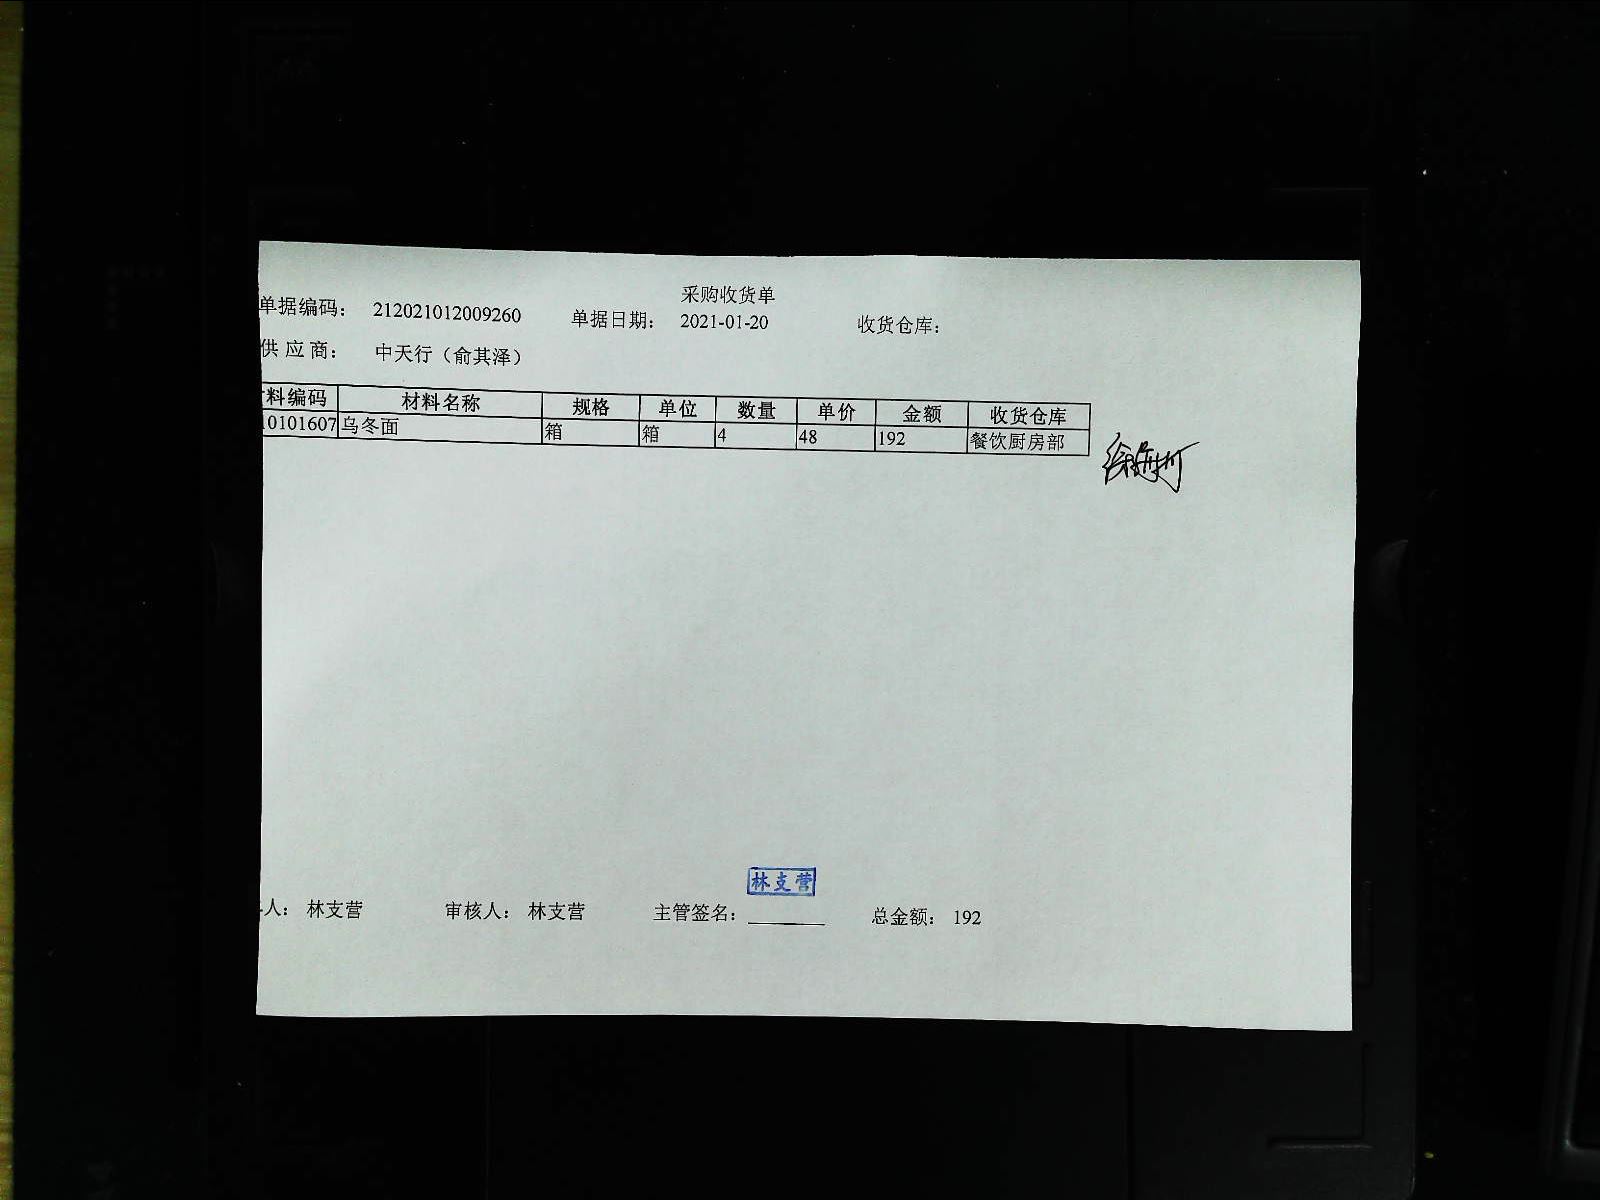 采购收货单
单据编码： 212021012009260 单据日期： 2021-01-20 收货仓库：
供 应 商： 中天行（俞其泽）
料编码 材料名称 规格 单位 数量 单价 金额 收货仓库
10101607 乌冬面 箱 箱 4 48 192 餐饮厨房部
林支营
人： 林支营 审核人： 林支营 主管签名： 总金额： 192